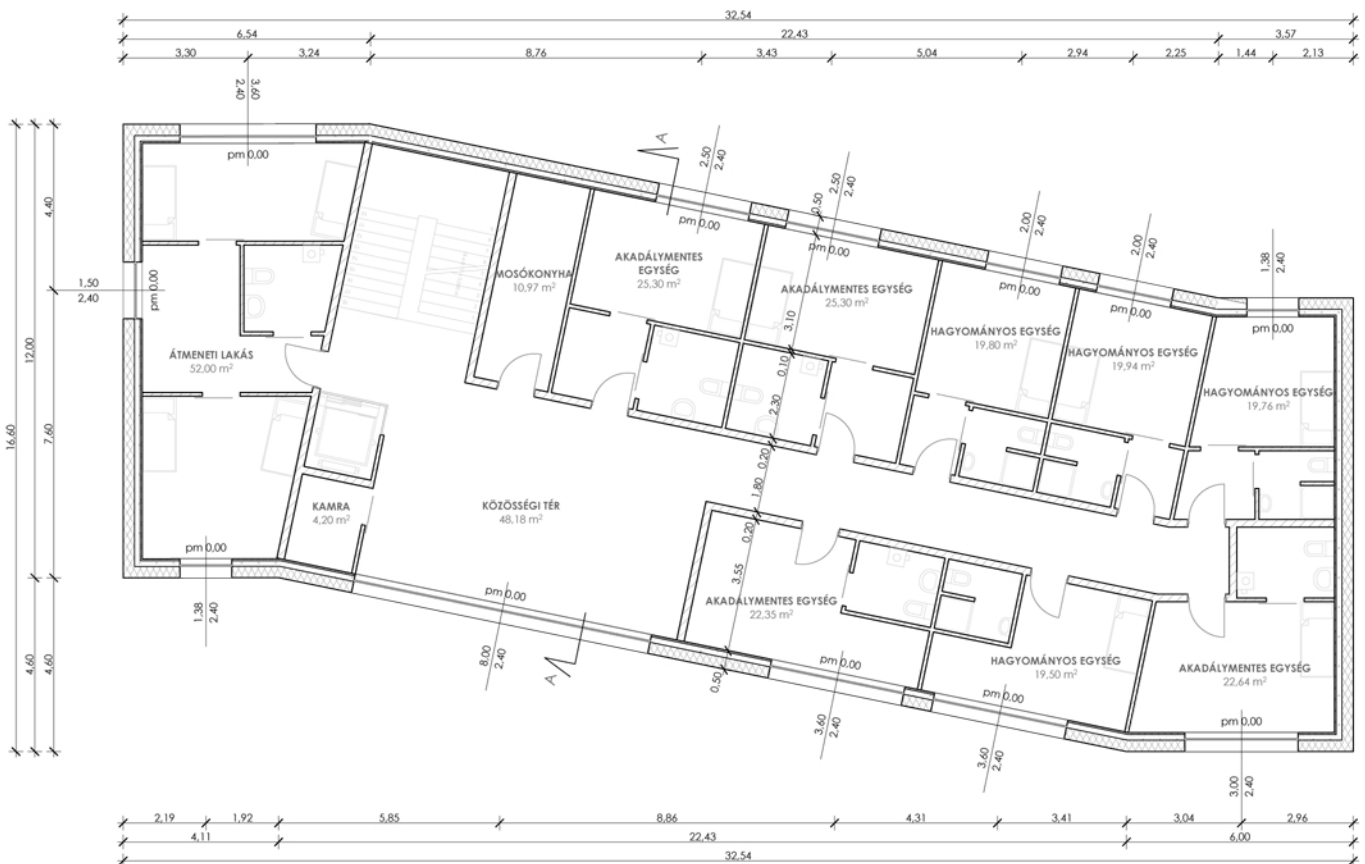 32,54
6,54 22,43 3,57
3,30 3,24 8,76 3,43 5,04 2,94 2,25 1,44 2,13
3,60
2,40
pm 0,00
A
2,50
2,40
pm 0,00
0,50
2,50
2,40
pm 0,00
2,00
2,40
pm 0,00
2,00
2,40
pm 0,00
1,38
2,40
pm 0,00
16,60
12,00
4,60
4,40
7,60
4,60
1,50
2,40
pm 0,00
MOSÓKONYHA
10,97 m²
AKADÁLYMENTES
EGYSÉG
25,30 m²
AKADÁLYMENTES EGYSÉG
25,30 m²
HAGYOMÁNYOS EGYSÉG
19,80 m²
HAGYOMÁNYOS EGYSÉG
19,94 m²
HAGYOMÁNYOS EGYSÉG
19,76 m²
ÁTMENETI LAKÁS
52,00 m²
3,10
0,10
2,30
0,20
1,80
0,20
3,55
0,50
KAMRA
4,20 m²
KÖZÖSSÉGI TÉR
48,18 m²
pm 0,00
1,38
2,40
pm 0,00
8,00
2,40
A
AKADÁLYMENTES EGYSÉG
22,35 m²
pm 0,00
3,60
2,40
HAGYOMÁNYOS EGYSÉG
19,50 m²
pm 0,00
3,60
2,40
AKADÁLYMENTES EGYSÉG
22,64 m²
pm 0,00
3,00
2,40
2,19 1,92 5,85 8,86 4,31 3,41 3,04 2,96
4,11 22,43 6,00
32,54